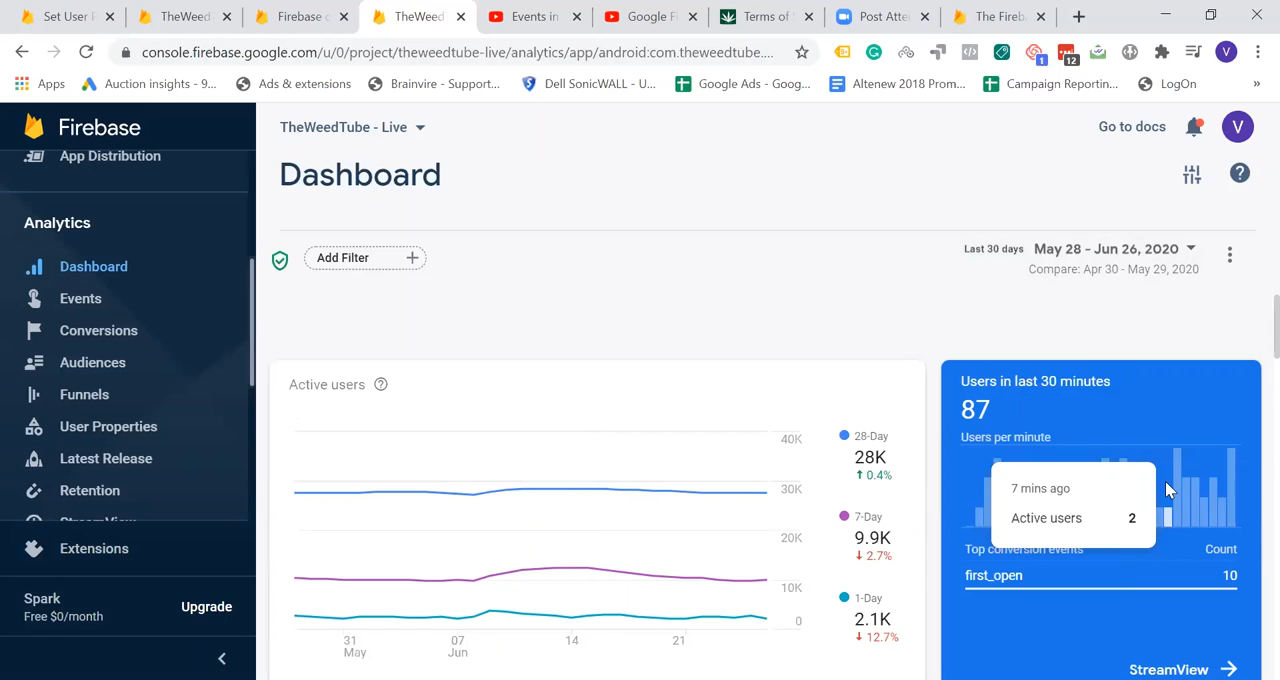 Set User P
TheWeed
Firebase c
TheWeed
Events in
Google F
Terms of
Post Atte
The Fireb
console.firebase.google.com/u/0/project/theweedtube-live/analytics/app/android:com.theweedtube....
1
12
V
Apps
Auction insights - 9...
Ads & extensions
Brainvire - Support...
Dell SonicWALL - U...
Google Ads - Goog...
Altenew 2018 Prom...
Campaign Reportin...
LogOn
»
Firebase
TheWeedTube - Live
Go to docs
V
App Distribution
Dashboard
Analytics
Dashboard
Events
Conversions
Audiences
Funnels
User Properties
Latest Release
Retention
StreamView
Extensions
Spark
Free $0/month
Upgrade
Add Filter
Last 30 days May 28 - Jun 26, 2020
Compare: Apr 30 - May 29, 2020
Active users
40K
30K
20K
10K
0
31
May
07
Jun
14
21
28-Day
28K
0.4%
7-Day
9.9K
2.7%
1-Day
2.1K
12.7%
Users in last 30 minutes
87
Users per minute
7 mins ago
Active users 2
Top conversion events Count
first_open 10
StreamView